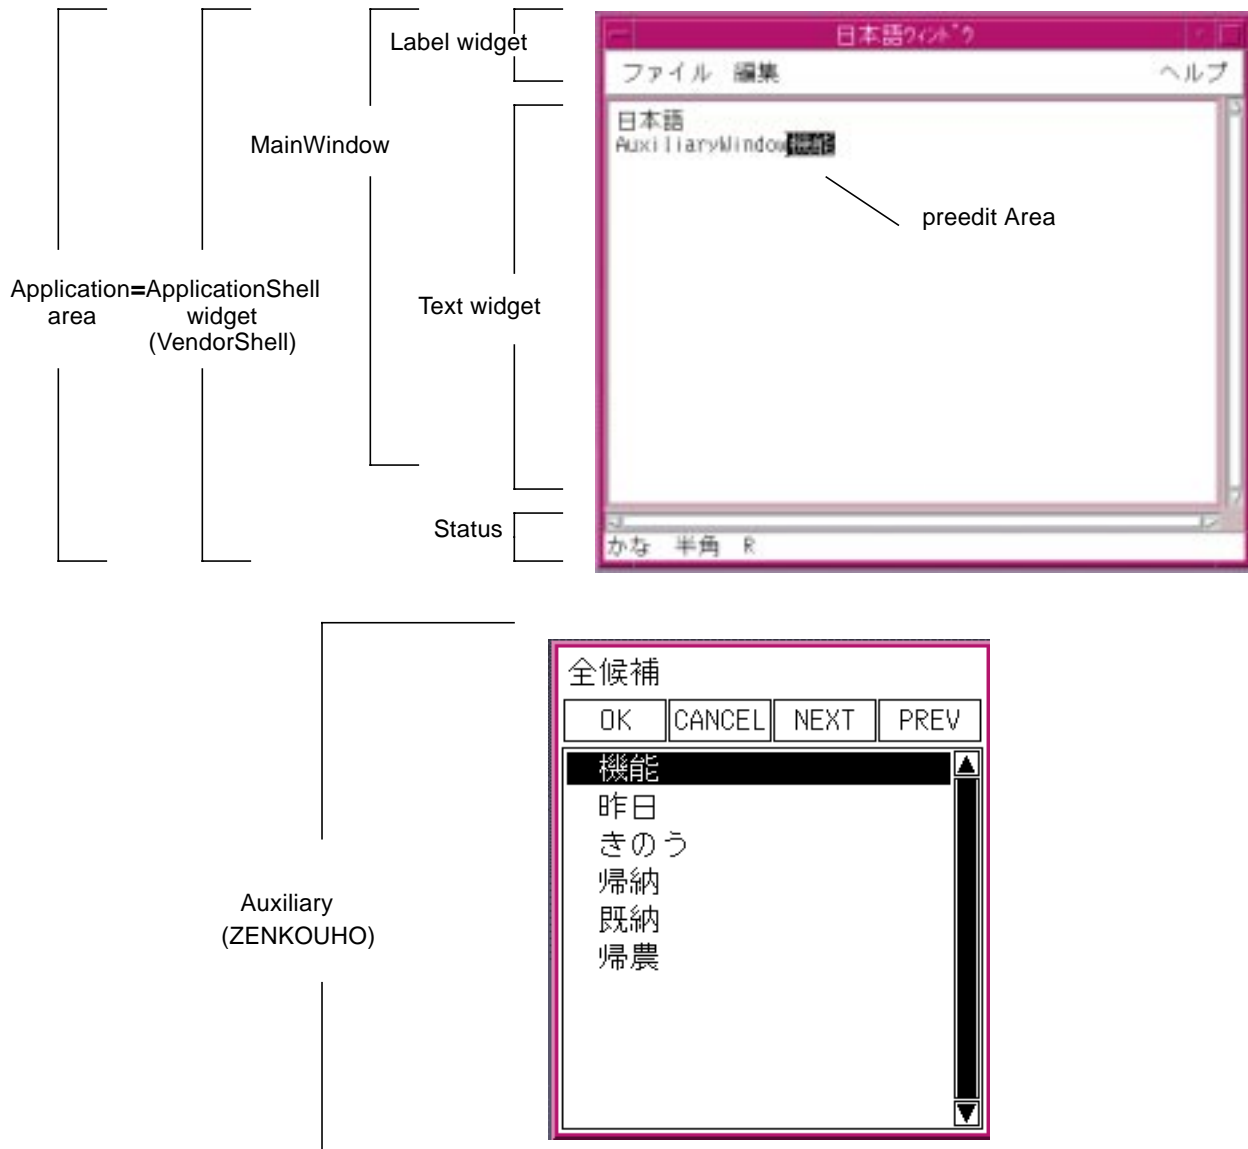 Label widget
MainWindow
Application=ApplicationShell
area widget
(VendorShell)
Text widget
Status
日本語ウィンドウ
ファイル 編集 ヘルプ
日本語
AuxiliaryWindow機能
preedit Area
かな 半角 R
Auxiliary
(ZENKOUHO)
全候補
OK CANCEL NEXT PREV
機能
昨日
きのう
帰納
既納
帰農